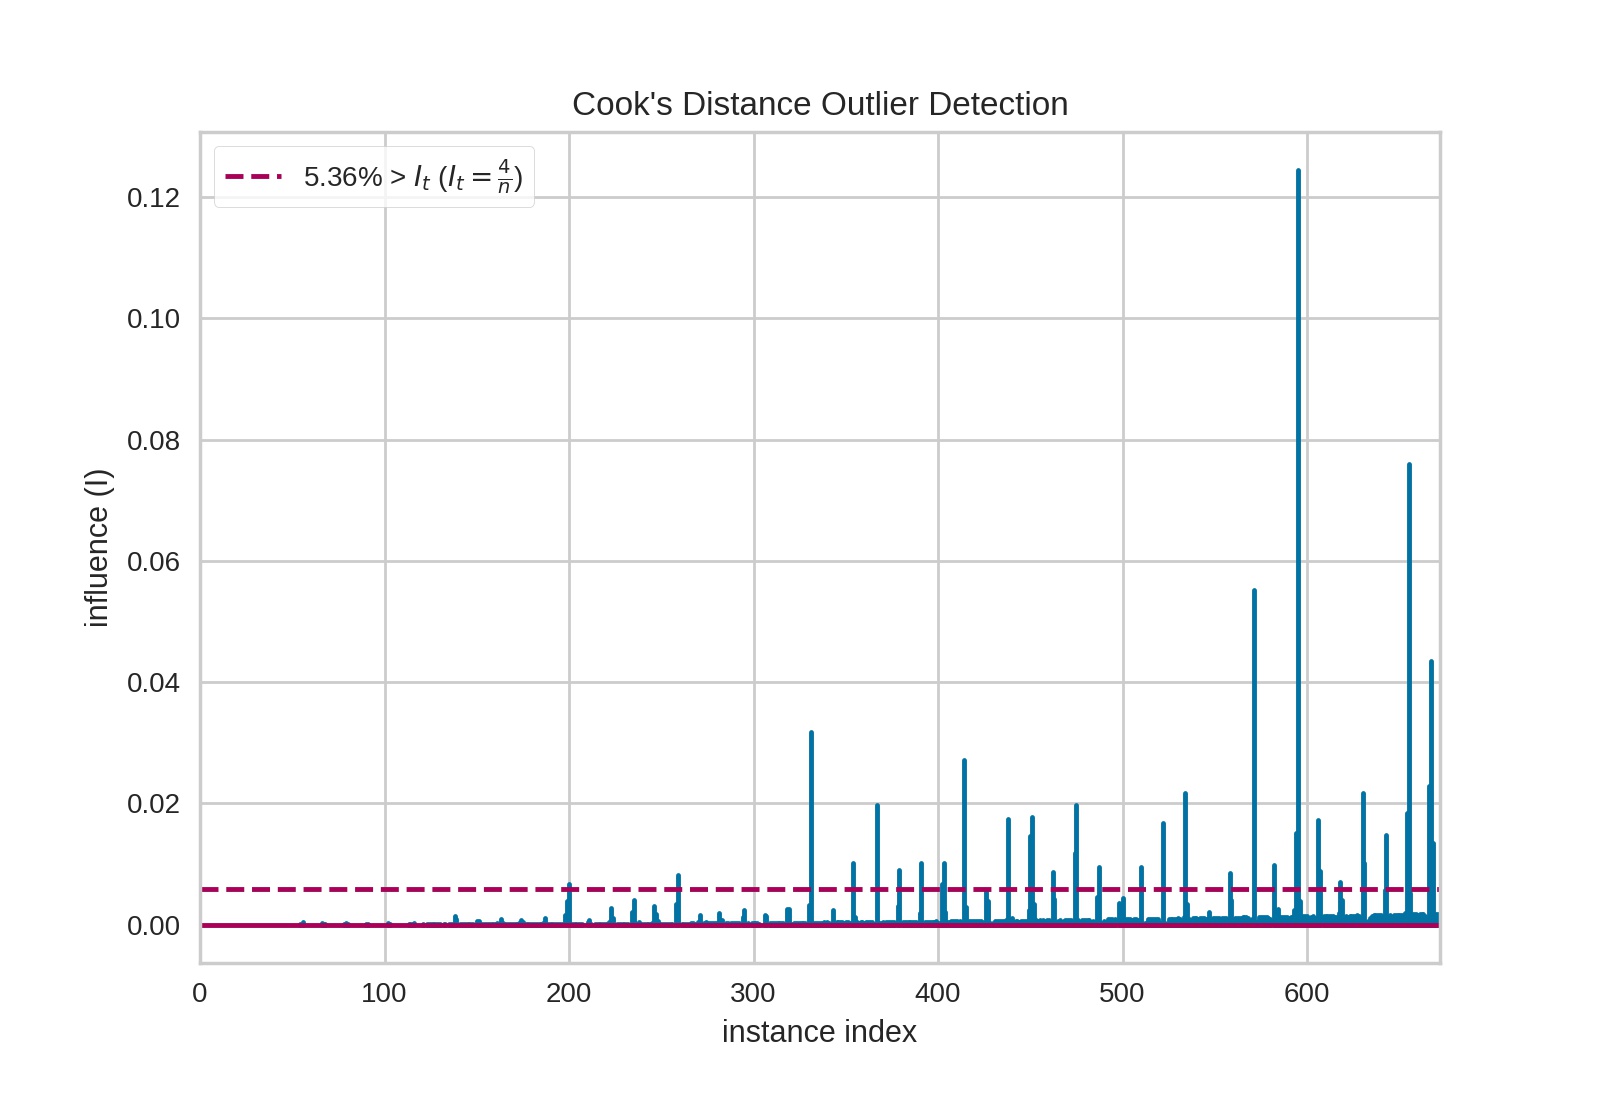 Cook's Distance Outlier Detection
5.36% > I_t (I_t = 4/n)
0.12
0.10
0.08
0.06
0.04
0.02
0.00
influence (I)
0 100 200 300 400 500 600
instance index